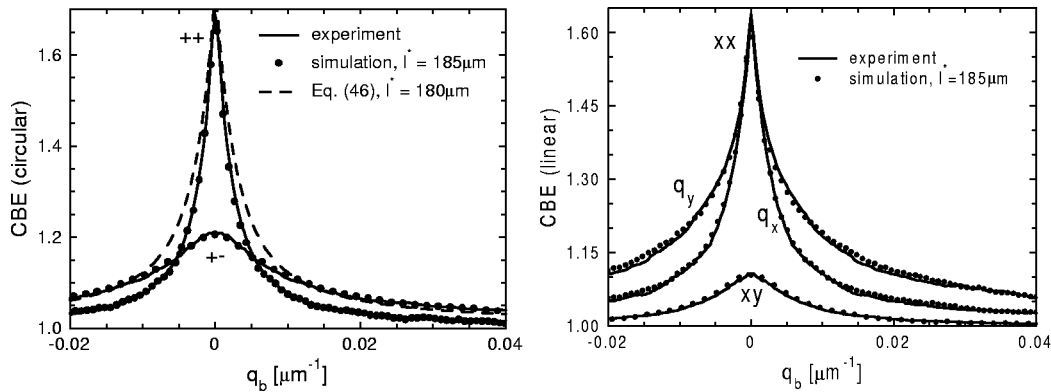 1.6
1.4
1.2
1.0
CBE (circular)
++
+-
experiment
simulation, l* = 185μm
Eq. (46), l* = 180μm
-0.02
0
0.02
0.04
q_b [μm⁻¹]
1.60
1.45
1.30
1.15
1.00
CBE (linear)
xx
q_y
q_x
xy
experiment
simulation, l* = 185μm
-0.02
0
0.02
0.04
q_b [μm⁻¹]